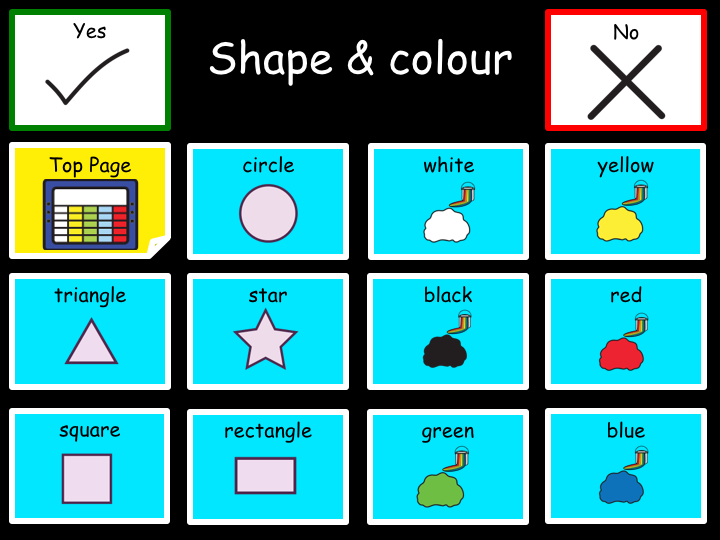 Yes
Shape & colour
No
Top Page
circle
white
yellow
triangle
star
black
red
square
rectangle
green
blue